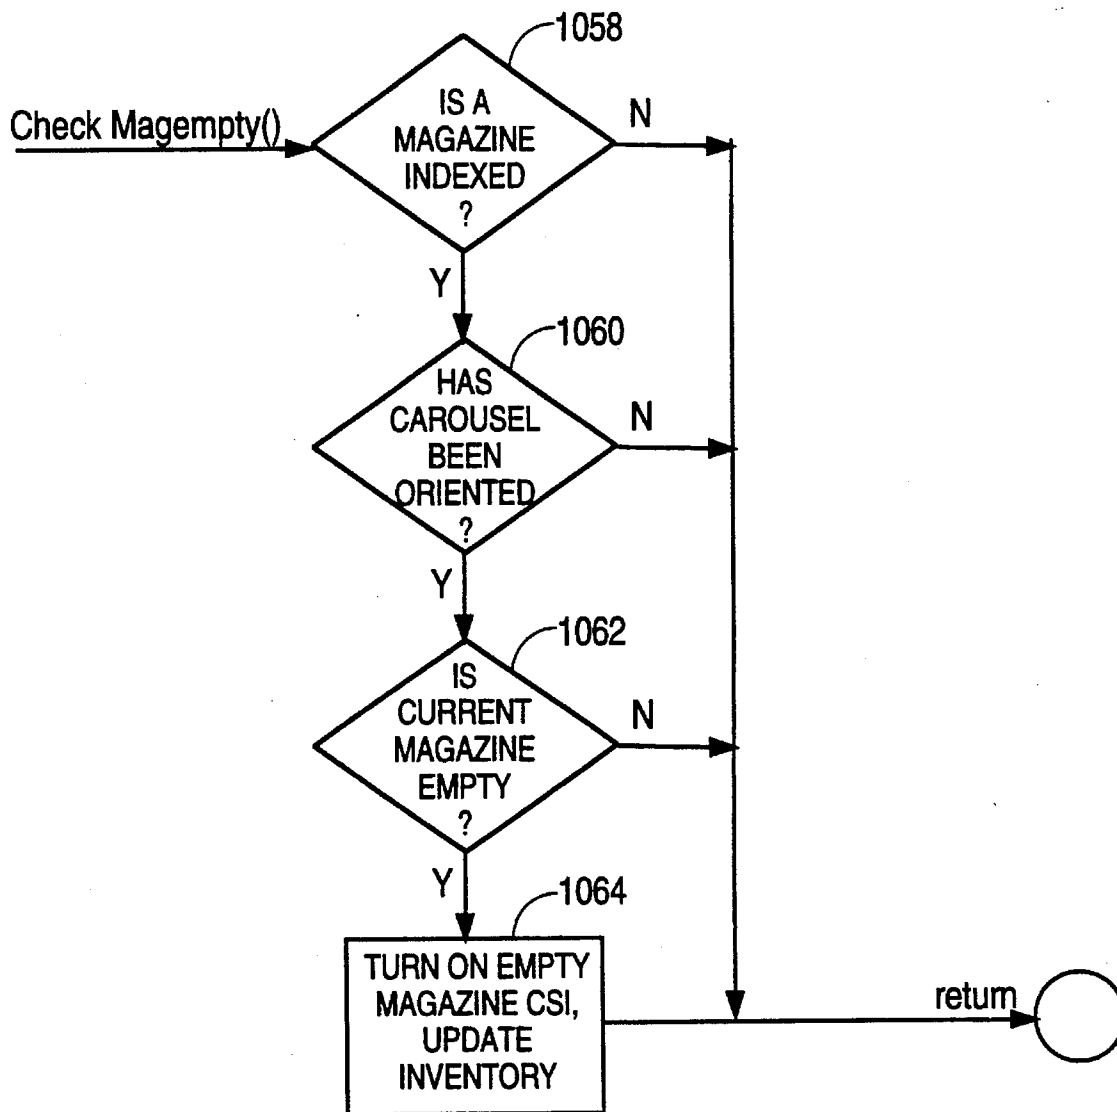 1058
IS A
MAGAZINE
INDEXED
?
N
Check Magempty()
Y
1060
HAS
CAROUSEL
BEEN
ORIENTED
?
N
Y
1062
IS
CURRENT
MAGAZINE
EMPTY
?
N
Y
1064
TURN ON EMPTY
MAGAZINE CSI,
UPDATE
INVENTORY
return